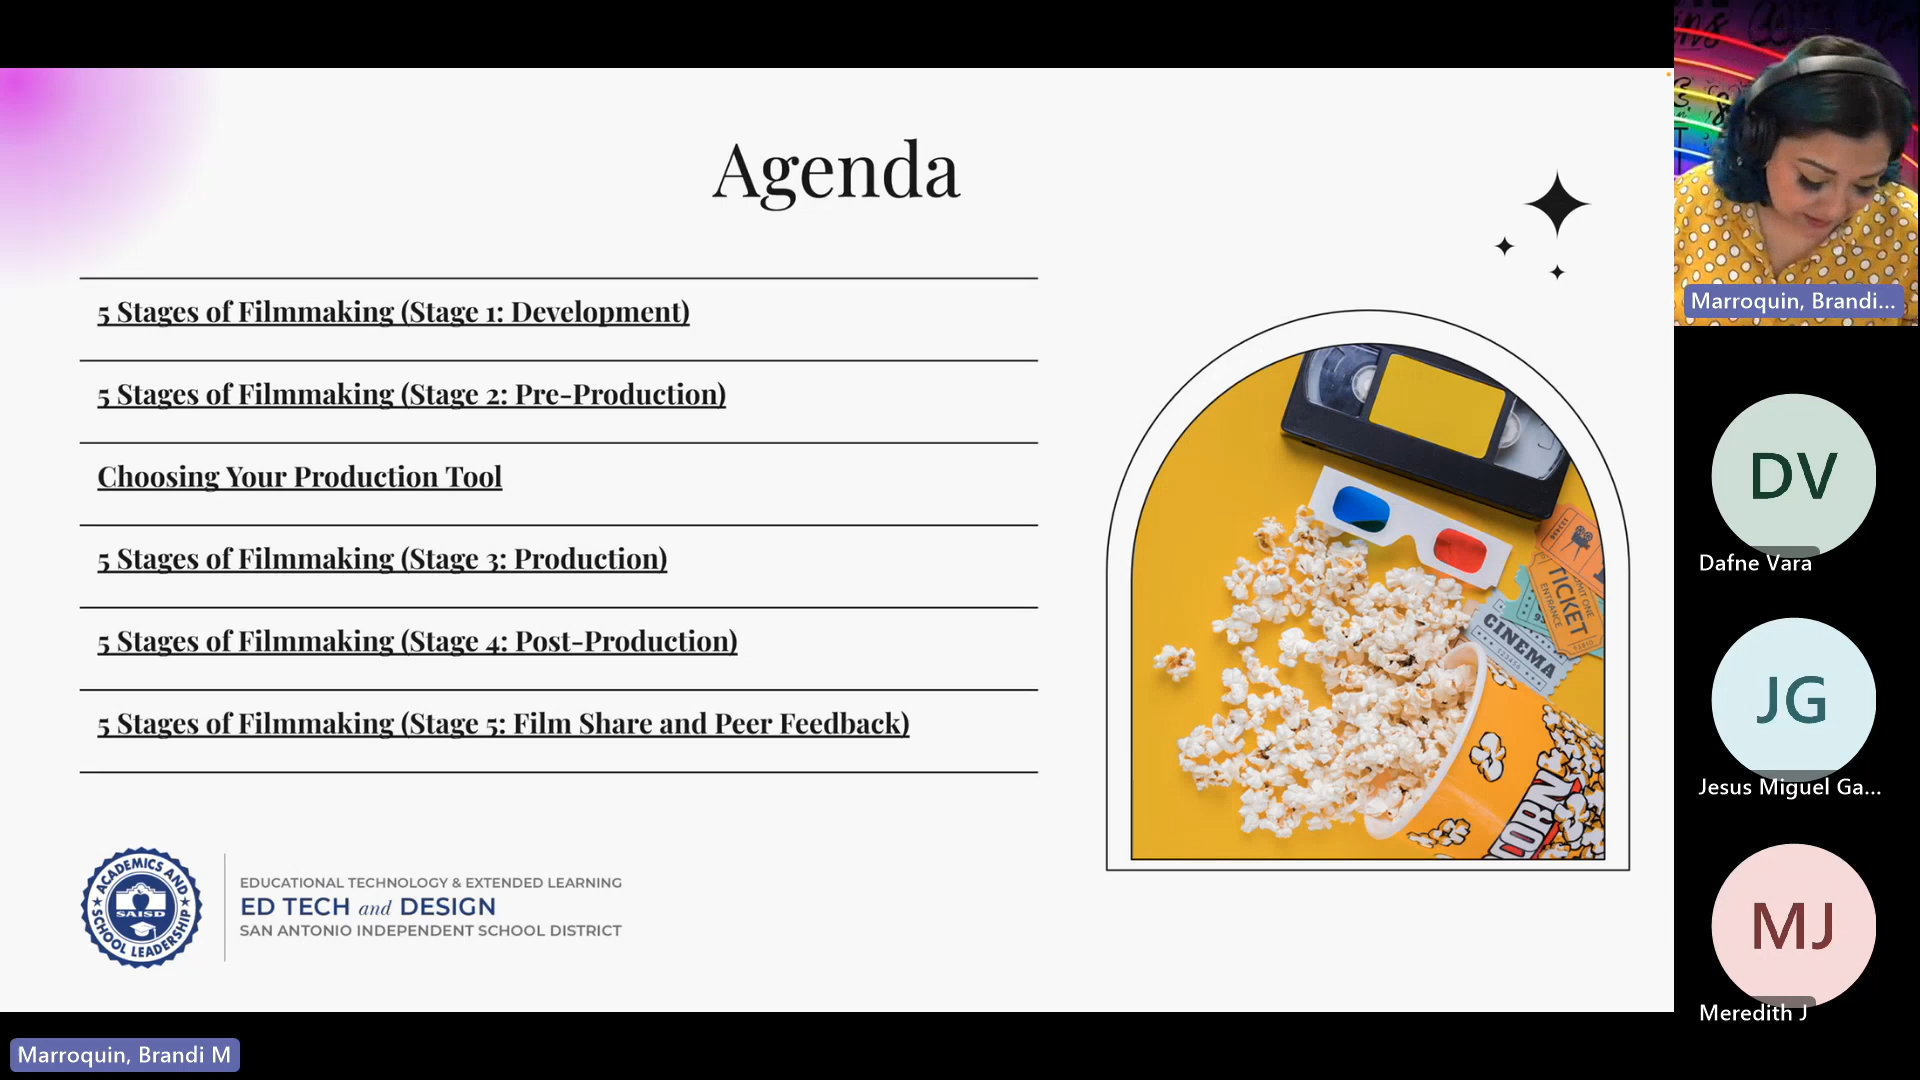 Agenda
5 Stages of Filmmaking (Stage 1: Development)
5 Stages of Filmmaking (Stage 2: Pre-Production)
Choosing Your Production Tool
5 Stages of Filmmaking (Stage 3: Production)
5 Stages of Filmmaking (Stage 4: Post-Production)
5 Stages of Filmmaking (Stage 5: Film Share and Peer Feedback)
TICKET
ENTRANCE
CINEMA
CORN
ACADEMICS AND
SAISD
SCHOOL LEADERSHIP
EDUCATIONAL TECHNOLOGY & EXTENDED LEARNING
ED TECH and DESIGN
SAN ANTONIO INDEPENDENT SCHOOL DISTRICT
Marroquin, Brandi M
Marroquin, Brandi...
DV
Dafne Vara
JG
Jesus Miguel Ga...
MJ
Meredith J